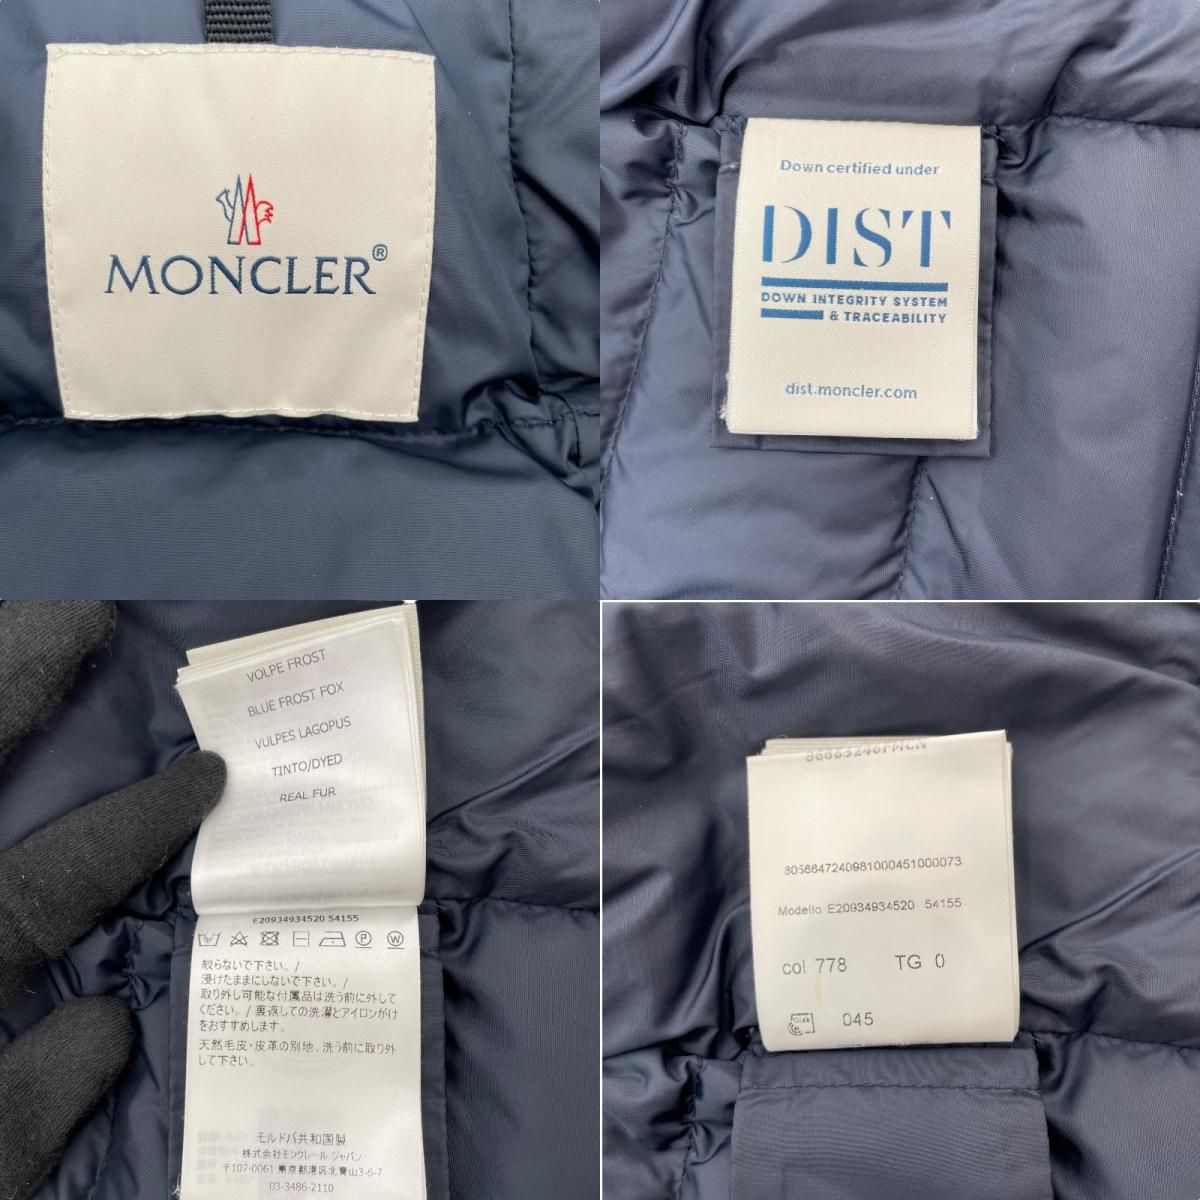 MONCLER®
Down certified under
DIST
DOWN INTEGRITY SYSTEM
& TRACEABILITY
dist.moncler.com
VOLPE FROST
BLUE FROST FOX
VULPES LAGOPUS
TINTO/DYED
REAL FUR
E20934934520 54155
P W
絞らないで下さい。/
浸けたままにしないで下さい。/
取り外し可能な付属品は洗う前に外して
ください。/ 裏返しての洗濯とアイロンがけ
をおすすめします。
天然毛皮・皮革の別地、洗う前に取り外
して下さい。
モルドバ共和国製
株式会社モンクレール ジャパン
〒107-0061 東京都港区北青山3-6-7
03-3486-2110
8056647240981000451000073
Modello E20934934520 54155
col 778 TG 0
045